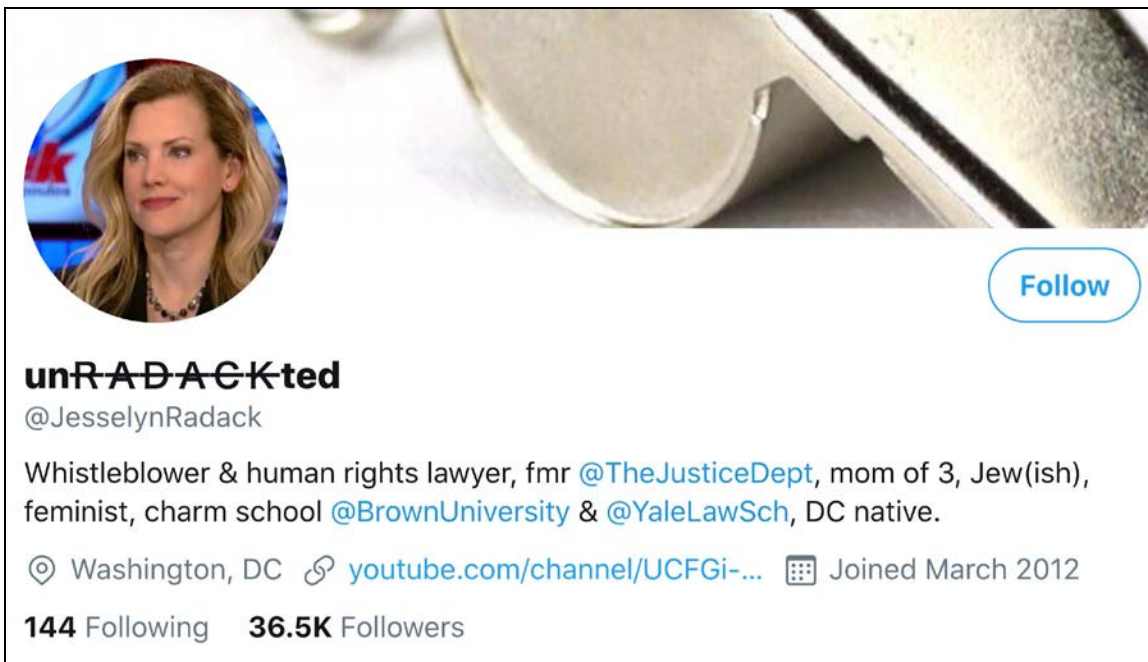 k
Follow
unRADACKted
@JesselynRadack
Whistleblower & human rights lawyer, fmr @TheJusticeDept, mom of 3, Jew(ish),
feminist, charm school @BrownUniversity & @YaleLawSch, DC native.
Washington, DC youtube.com/channel/UCFGi-... Joined March 2012
144 Following 36.5K Followers